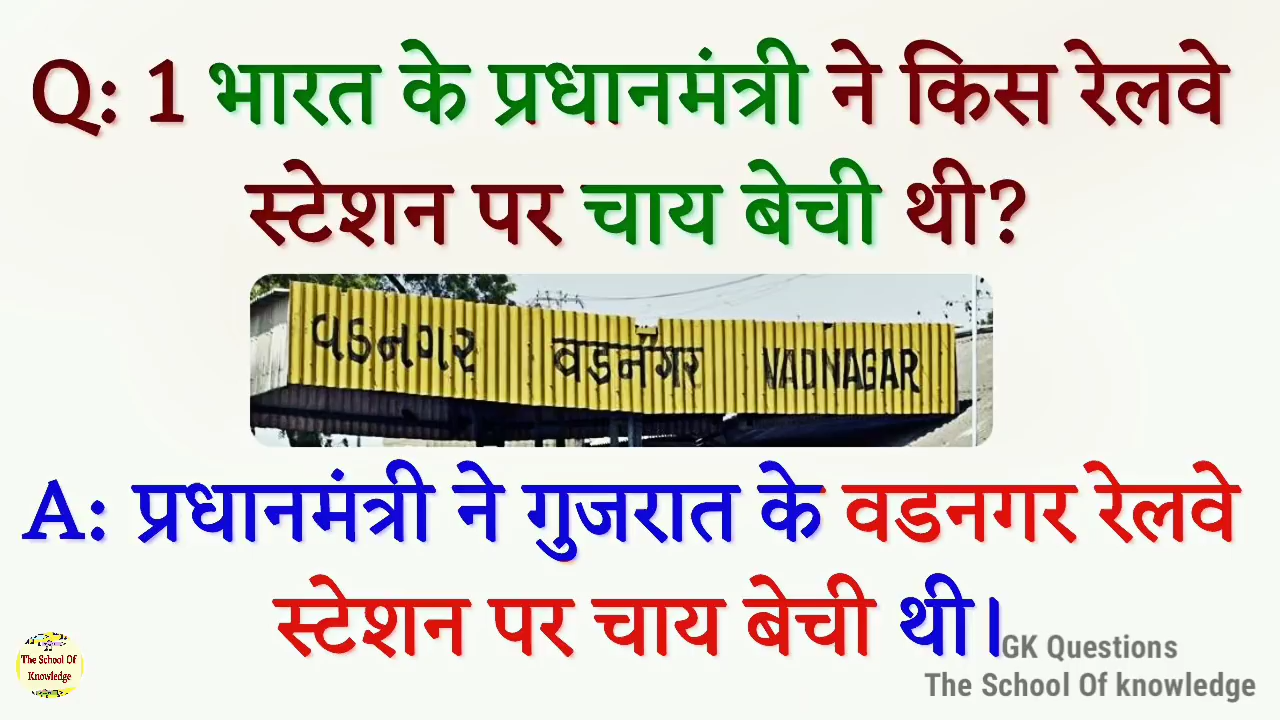 Q: 1 भारत के प्रधानमंत्री ने किस रेलवे
स्टेशन पर चाय बेची थी?
વડનગર वडनगर VADNAGAR
A: प्रधानमंत्री ने गुजरात के वडनगर रेलवे
स्टेशन पर चाय बेची थी।
GK Questions
The School Of knowledge
The School Of
Knowledge